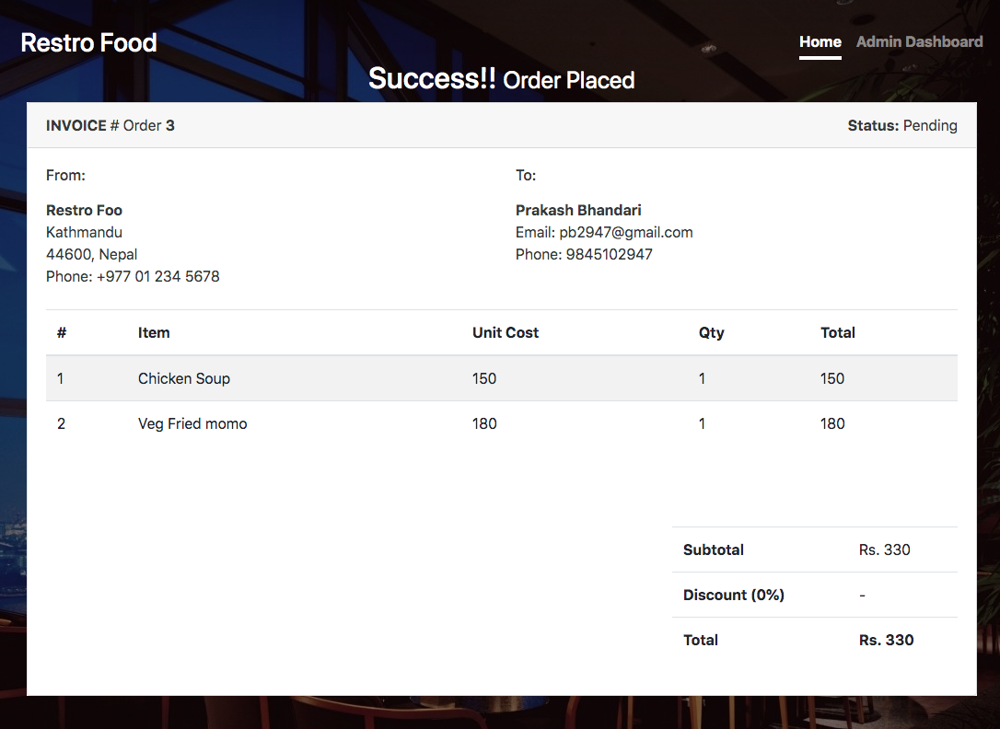 Restro Food
Home Admin Dashboard
Success!! Order Placed
INVOICE # Order 3 Status: Pending
From: To:
Restro Foo Prakash Bhandari
Kathmandu Email: pb2947@gmail.com
44600, Nepal Phone: 9845102947
Phone: +977 01 234 5678
# Item Unit Cost Qty Total
1 Chicken Soup 150 1 150
2 Veg Fried momo 180 1 180
Subtotal Rs. 330
Discount (0%) -
Total Rs. 330